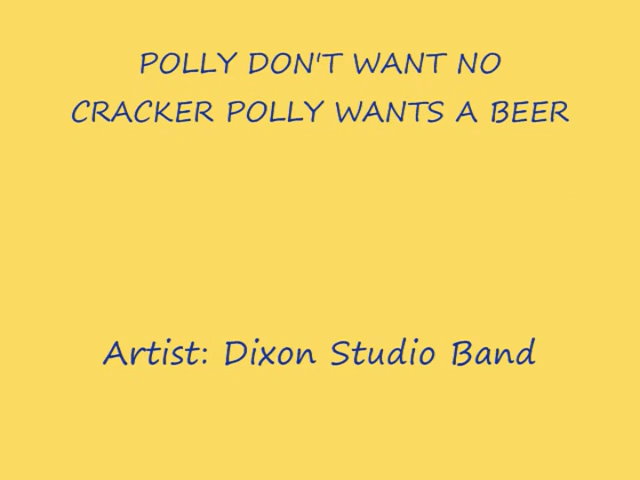 POLLY DON'T WANT NO
CRACKER POLLY WANTS A BEER
Artist: Dixon Studio Band